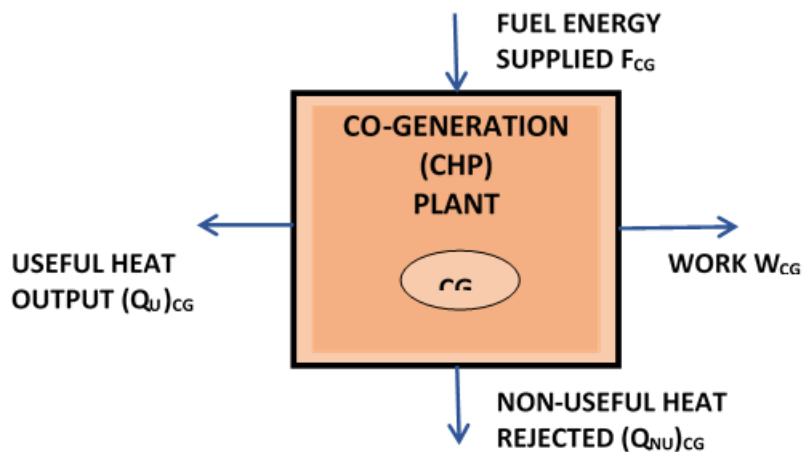 FUEL ENERGY
SUPPLIED FCG
CO-GENERATION
(CHP)
PLANT
USEFUL HEAT
OUTPUT (QU)CG
CG
WORK WCG
NON-USEFUL HEAT
REJECTED (QNU)CG